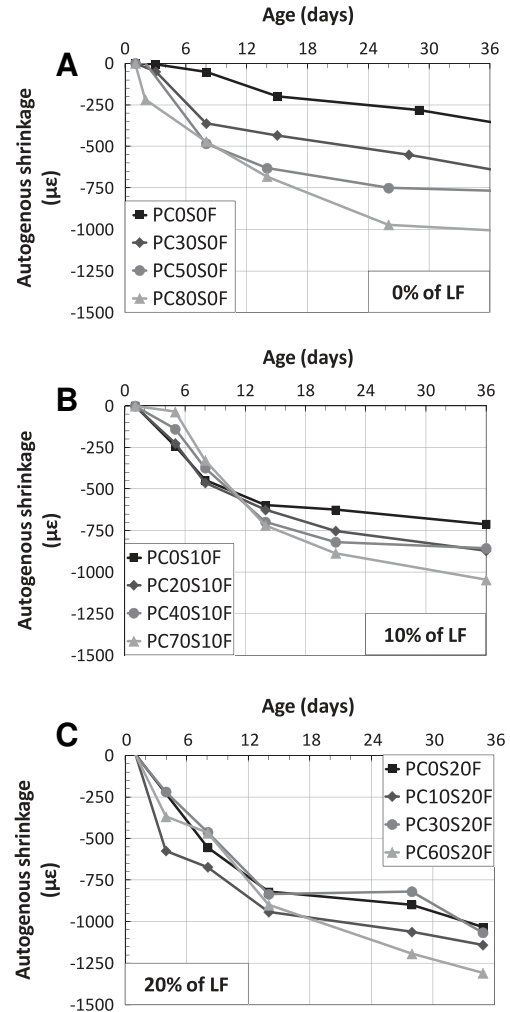 Age (days)
A
0 6 12 18 24 30 36
0
-250
-500
-750
-1000
-1250
-1500
Autogenous shrinkage
(με)
PC0S0F
PC30S0F
PC50S0F
PC80S0F
0% of LF
Age (days)
B
0 6 12 18 24 30 36
0
-250
-500
-750
-1000
-1250
-1500
Autogenous shrinkage
(με)
PC0S10F
PC20S10F
PC40S10F
PC70S10F
10% of LF
Age (days)
C
0 6 12 18 24 30 36
0
-250
-500
-750
-1000
-1250
-1500
Autogenous shrinkage
(με)
PC0S20F
PC10S20F
PC30S20F
PC60S20F
20% of LF